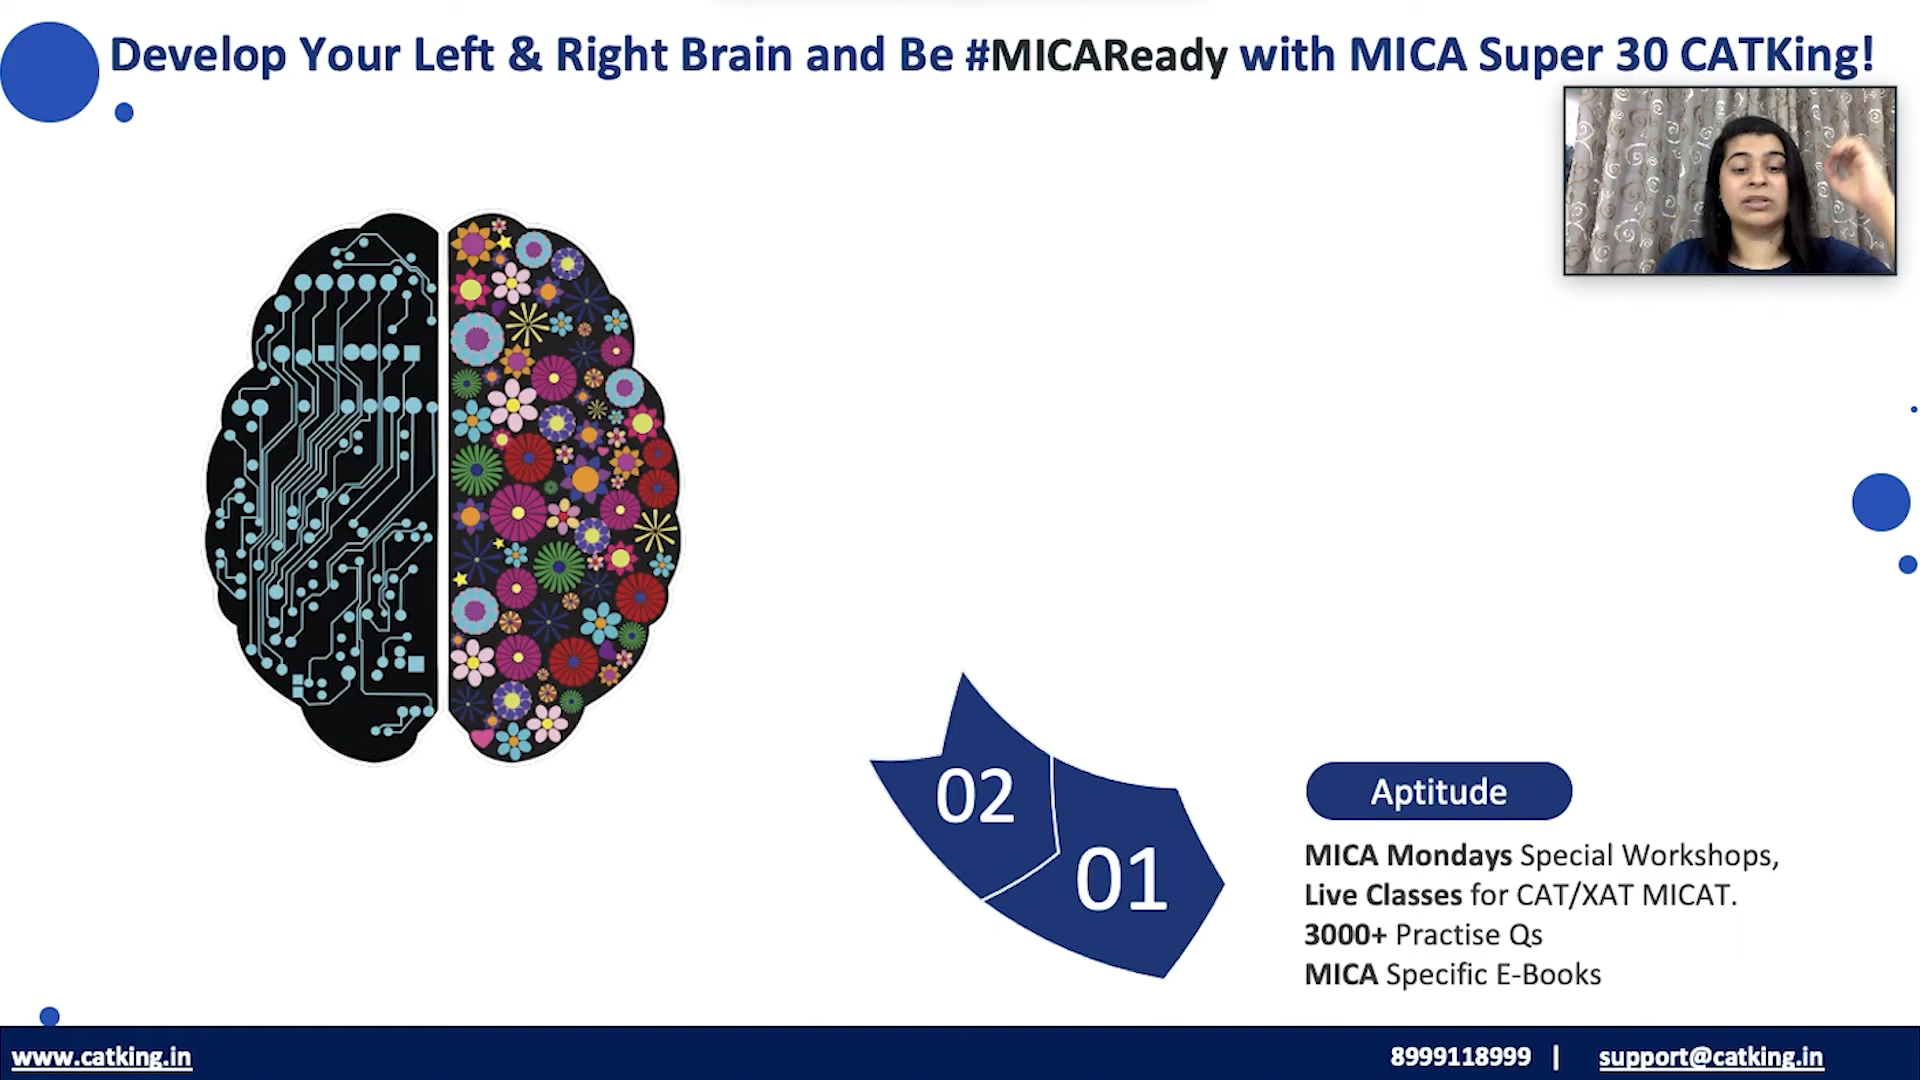 Develop Your Left & Right Brain and Be #MICAReady with MICA Super 30 CATKing!
02
01
Aptitude
MICA Mondays Special Workshops,
Live Classes for CAT/XAT MICAT.
3000+ Practise Qs
MICA Specific E-Books
www.catking.in
8999118999 | support@catking.in